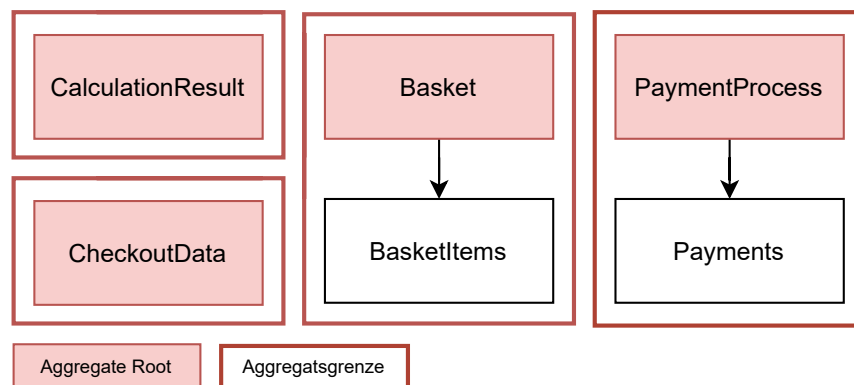 CalculationResult
Basket
PaymentProcess
CheckoutData
BasketItems
Payments
Aggregate Root
Aggregatsgrenze